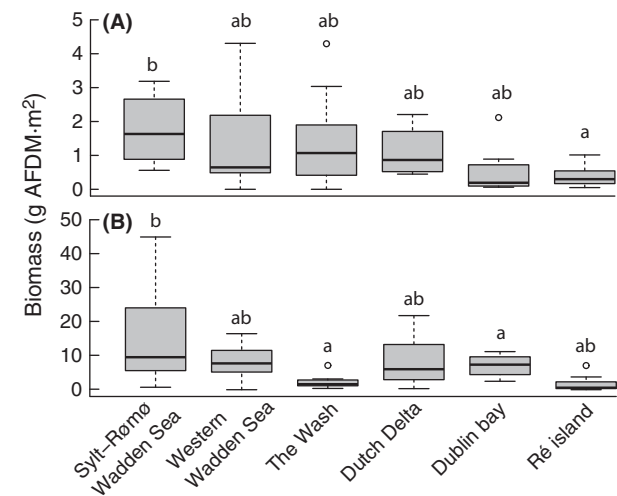 5
(A)
ab
ab
4
b
3
ab
ab
2
a
1
0
Biomass (g AFDM·m²)
50
(B)
b
40
30
ab
20
ab
a
a
ab
10
0
Sylt–Rømø
Wadden Sea
Western
Wadden Sea
The Wash
Dutch Delta
Dublin bay
Ré island